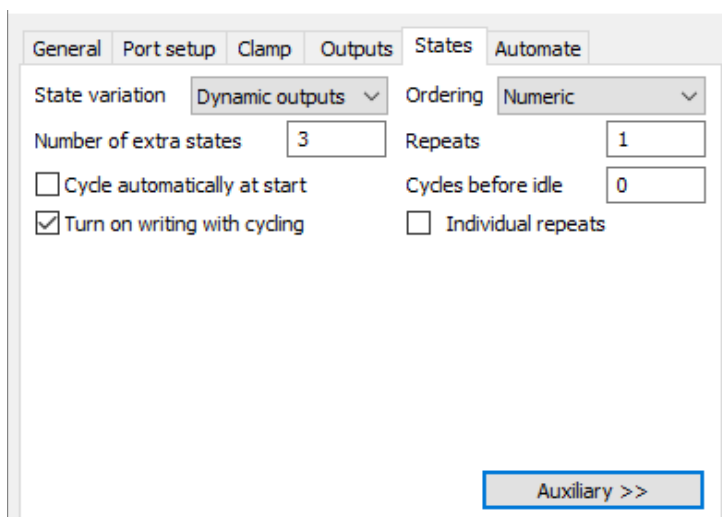 General Port setup Clamp Outputs States Automate
State variation Dynamic outputs Ordering Numeric
Number of extra states 3 Repeats 1
Cycle automatically at start Cycles before idle 0
Turn on writing with cycling Individual repeats
Auxiliary >>